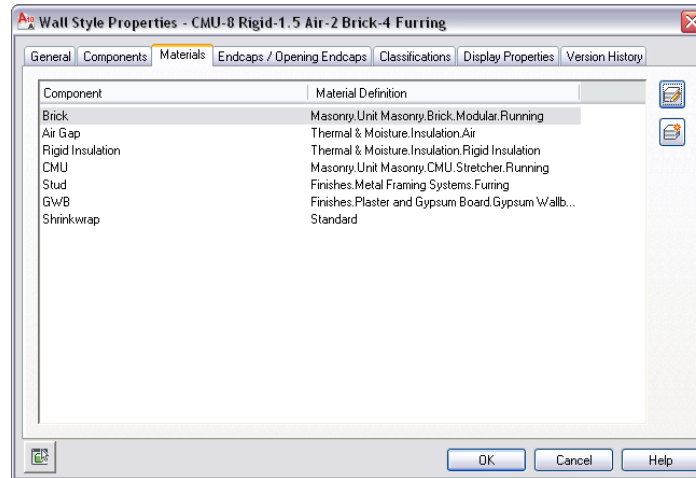 Wall Style Properties - CMU-8 Rigid-1.5 Air-2 Brick-4 Furring
General Components Materials Endcaps / Opening Endcaps Classifications Display Properties Version History
Component Material Definition
Brick Masonry.Unit Masonry.Brick.Modular.Running
Air Gap Thermal & Moisture.Insulation.Air
Rigid Insulation Thermal & Moisture.Insulation.Rigid Insulation
CMU Masonry.Unit Masonry.CMU.Stretcher.Running
Stud Finishes.Metal Framing Systems.Furring
GWB Finishes.Plaster and Gypsum Board.Gypsum Wallb...
Shrinkwrap Standard
OK Cancel Help